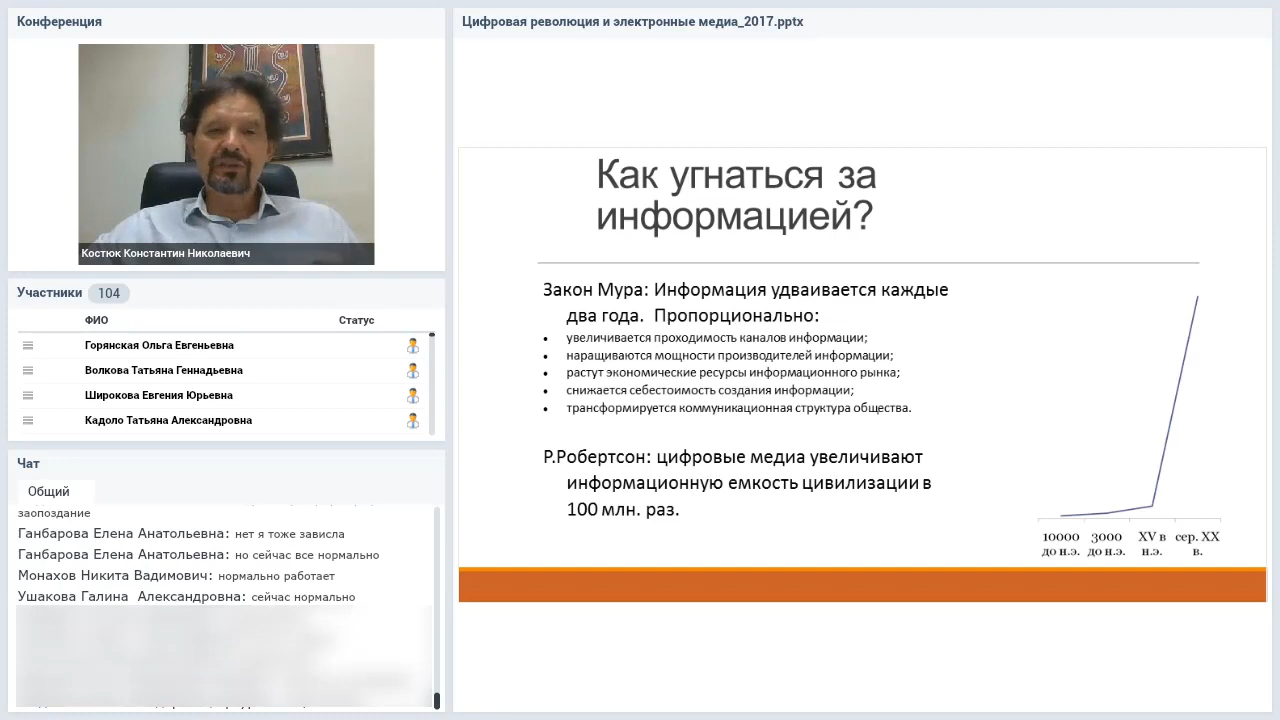 Конференция
Костюк Константин Николаевич
Участники 104
ФИО Статус
Горянская Ольга Евгеньевна
Волкова Татьяна Геннадьевна
Широкова Евгения Юрьевна
Кадоло Татьяна Александровна
Чат
Общий
заопоздание
Ганбарова Елена Анатольевна: нет я тоже зависла
Ганбарова Елена Анатольевна: но сейчас все нормально
Монахов Никита Вадимович: нормально работает
Ушакова Галина Александровна: сейчас нормально
Цифровая революция и электронные медиа_2017.pptx
Как угнаться за
информацией?
Закон Мура: Информация удваивается каждые
два года. Пропорционально:
• увеличивается проходимость каналов информации;
• наращиваются мощности производителей информации;
• растут экономические ресурсы информационного рынка;
• снижается себестоимость создания информации;
• трансформируется коммуникационная структура общества.
Р.Робертсон: цифровые медиа увеличивают
информационную емкость цивилизации в
100 млн. раз.
10000 3000 XV в сер. XX
до н.э. до н.э. н.э. в.